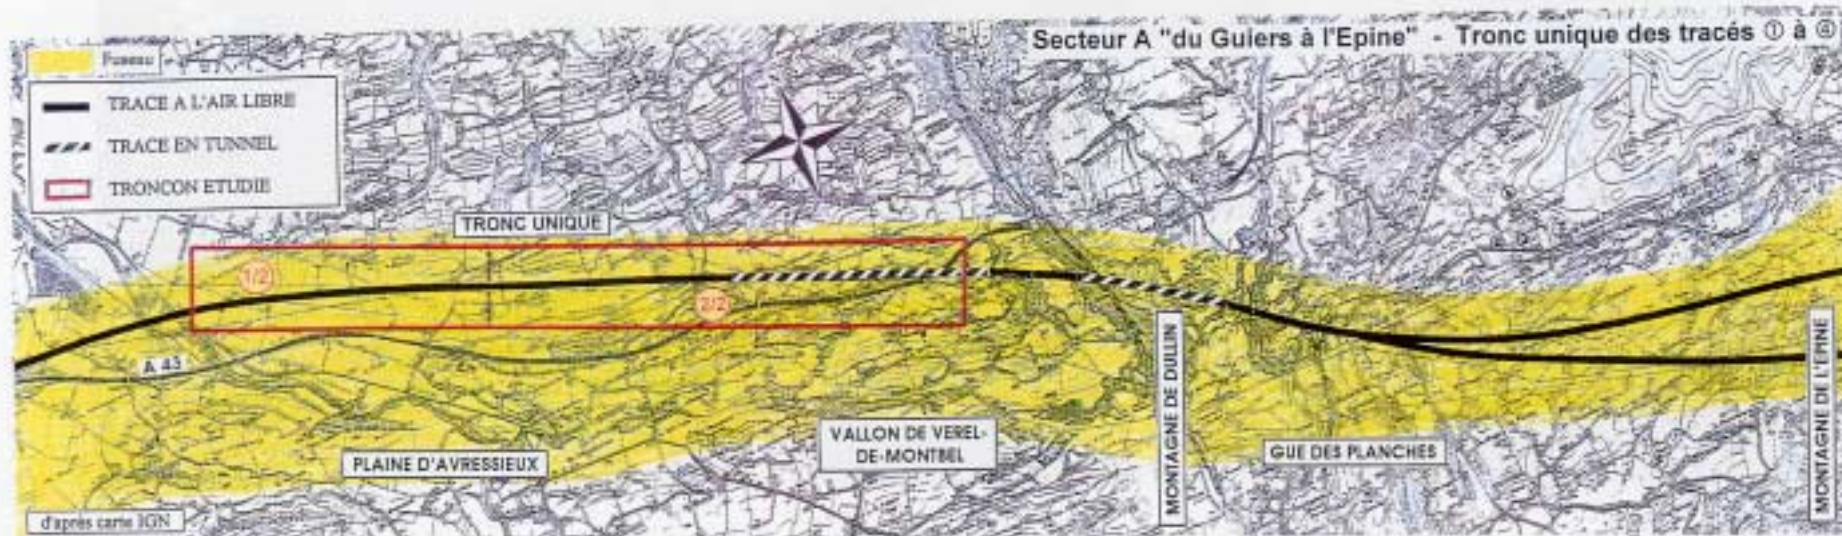 Secteur A "du Guiers à l'Epine" - Tronc unique des tracés ① à ④
Fuseau
TRACE A L'AIR LIBRE
TRACE EN TUNNEL
TRONCON ETUDIE
TRONC UNIQUE
1/2
2/2
A 43
PLAINE D'AVRESSIEUX
VALLON DE VEREL-
DE-MONTBEL
MONTAGNE DE DULLIN
GUE DES PLANCHES
MONTAGNE DE L'EPINE
d'après carte IGN